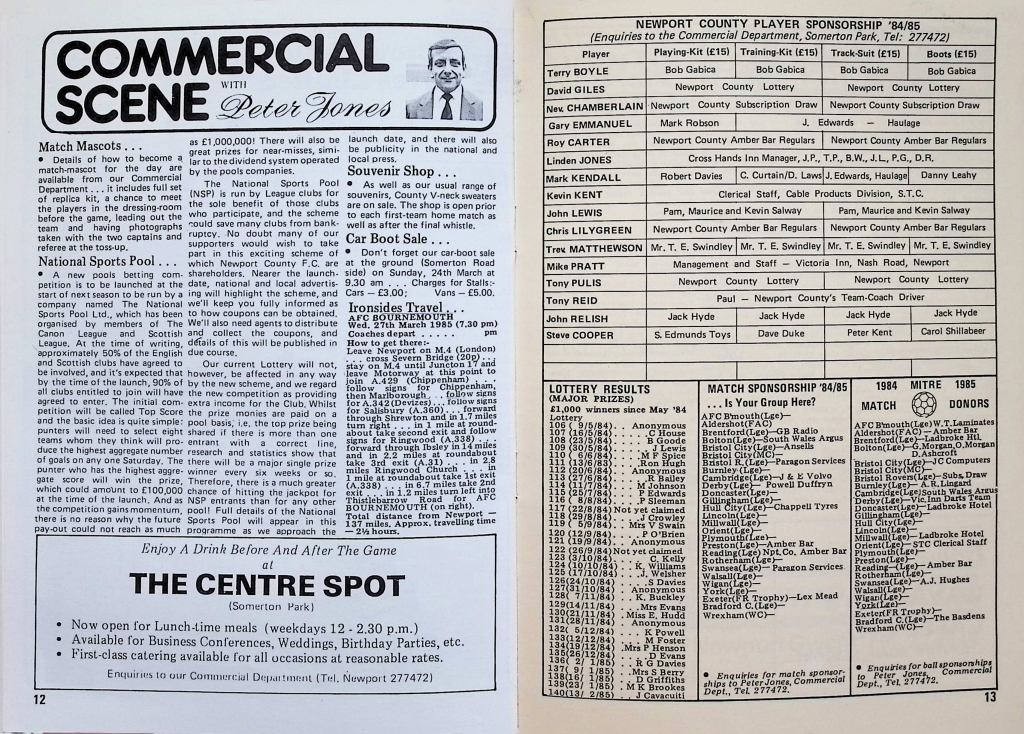 COMMERCIAL
SCENE WITH Peter Jones
Match Mascots . . .
• Details of how to become a
match-mascot for the day are
available from our Commercial
Department . . . it includes full set
of replica kit, a chance to meet
the players in the dressing-room
before the game, leading out the
team and having photographs
taken with the two captains and
referee at the toss-up.
National Sports Pool . . .
• A new pools betting com-
petition is to be launched at the
start of next season to be run by a
company named The National
Sports Pool Ltd., which has been
organised by members of The
Canon League and Scottish
League. At the time of writing,
approximately 50% of the English
and Scottish clubs have agreed to
be involved, and it's expected that
by the time of the launch, 90% of
all clubs entitled to join will have
agreed to enter. The initial com-
petition will be called Top Score
and the basic idea is quite simple:
punters will need to select eight
teams whom they think will pro-
duce the highest aggregate number
of goals on any one Saturday. The
punter who has the highest aggre-
gate score will win the prize,
which could amount to £100,000
at the time of the launch. And as
the competition gains momentum,
there is no reason why the future
pay-out could not reach as much
as £1,000,000! There will also be
great prizes for near-misses, simi-
lar to the dividend system operated
by the pools companies.
The National Sports Pool
(NSP) is run by League clubs for
the sole benefit of those clubs
who participate, and the scheme
could save many clubs from bank-
ruptcy. No doubt many of our
supporters would wish to take
part in this exciting scheme of
which Newport County F.C. are
shareholders. Nearer the launch-
date, national and local advertis-
ing will highlight the scheme, and
we'll keep you fully informed as
to how coupons can be obtained.
We'll also need agents to distribute
and collect the coupons, and
details of this will be published in
due course.
Our current Lottery will not,
however, be affected in any way
by the new scheme, and we regard
the new competition as providing
extra income for the Club. Whilst
the prize monies are paid on a
pool basis, i.e. the top prize being
shared if there is more than one
entrant with a correct line,
research and statistics show that
there will be a major single prize
winner every six weeks or so.
Therefore, there is a much greater
chance of hitting the jackpot for
NSP entrants than for any other
pool! Full details of the National
Sports Pool will appear in this
programme as we approach the
launch date, and there will also
be publicity in the national and
local press.
Souvenir Shop . . .
• As well as our usual range of
souvenirs, County V-neck sweaters
are on sale. The shop is open prior
to each first-team home match as
well as after the final whistle.
Car Boot Sale . . .
• Don't forget our car-boot sale
at the ground (Somerton Road
side) on Sunday, 24th March at
9.30 am . . . Charges for Stalls:-
Cars — £3.00; Vans — £5.00.
Ironsides Travel . . .
AFC BOURNEMOUTH
Wed. 27th March 1985 (7.30 pm)
Coaches depart . . . . . pm
How to get there:-
Leave Newport on M.4 (London)
. . . cross Severn Bridge (20p) . . .
stay on M.4 until Juncton 17 and
leave Motorway at this point to
join A.429 (Chippenham) . . .
follow signs for Chippenham,
then Marlborough . . . follow signs
for A.342 (Devizes) . . . follow signs
for Salisbury (A.360) . . . forward
through Shrewton and in 1.7 miles
turn right . . . in 1 mile at round-
about take second exit and follow
signs for Ringwood (A.338) . . .
forward through Ibsley in 14 miles
and in 2.2 miles at roundabout
take 3rd exit (A.31) . . . in 2.8
miles Ringwood Church . . . in
1 mile at roundabout take 1st exit
(A.338) . . . in 6.7 miles take 2nd
exit . . . in 1.2 miles turn left into
Thistlebarrow Road for AFC
BOURNEMOUTH (on right).
Total distance from Newport —
137 miles. Approx. travelling time
— 2½ hours.
Enjoy A Drink Before And After The Game
at
THE CENTRE SPOT
(Somerton Park)
• Now open for Lunch-time meals (weekdays 12 - 2.30 p.m.)
• Available for Business Conferences, Weddings, Birthday Parties, etc.
• First-class catering available for all occasions at reasonable rates.
Enquiries to our Commercial Department (Tel. Newport 277472)
12
NEWPORT COUNTY PLAYER SPONSORSHIP '84/85
(Enquiries to the Commercial Department, Somerton Park, Tel: 277472)
Player Playing-Kit (£15) Training-Kit (£15) Track-Suit (£15) Boots (£15)
Terry BOYLE Bob Gabica Bob Gabica Bob Gabica Bob Gabica
David GILES Newport County Lottery Newport County Lottery
Nev. CHAMBERLAIN Newport County Subscription Draw Newport County Subscription Draw
Gary EMMANUEL Mark Robson J. Edwards — Haulage
Roy CARTER Newport County Amber Bar Regulars Newport County Amber Bar Regulars
Linden JONES Cross Hands Inn Manager, J.P., T.P., B.W., J.L., P.G., D.R.
Mark KENDALL Robert Davies C. Curtain/D. Laws J. Edwards, Haulage Danny Leahy
Kevin KENT Clerical Staff, Cable Products Division, S.T.C.
John LEWIS Pam, Maurice and Kevin Salway Pam, Maurice and Kevin Salway
Chris LILYGREEN Newport County Amber Bar Regulars Newport County Amber Bar Regulars
Trev. MATTHEWSON Mr. T. E. Swindley Mr. T. E. Swindley Mr. T. E. Swindley Mr. T. E. Swindley
Mike PRATT Management and Staff — Victoria Inn, Nash Road, Newport
Tony PULIS Newport County Lottery Newport County Lottery
Tony REID Paul — Newport County's Team-Coach Driver
John RELISH Jack Hyde Jack Hyde Jack Hyde Jack Hyde
Steve COOPER S. Edmunds Toys Dave Duke Peter Kent Carol Shillabeer
LOTTERY RESULTS
(MAJOR PRIZES)
£1,000 winners since May '84
Lottery
106 ( 9/5/84) . . Anonymous
107 (16/5/84) . . . . C House
108 (23/5/84) . . . . B Goode
109 (30/5/84) . . . . J Lewis
110 ( 6/6/84) . . . M F Spice
111 (13/6/83) . . . Ron Hugh
112 (20/6/84) . . Anonymous
113 (27/6/84) . . . . R Bailey
114 (11/7/84) . . . M Johnson
115 (25/7/84) . . . P Edwards
116 ( 8/8/84) . . . P Sleeman
117 (22/8/84) Not yet claimed
118 (29/8/84) . . . J Crowley
119 ( 5/9/84) . . Mrs V Swain
120 (12/9/84) . . . . P O'Brien
121 (19/9/84) . . Anonymous
122 (26/9/84) Not yet claimed
123 (3/10/84) . . . . C. Kelly
124 (10/10/84) . . K. Williams
125 (17/10/84) . . . J. Welsher
126(24/10/84) . . . . S Davies
127(31/10/84) . . Anonymous
128( 7/11/84) . . . K. Buckley
129(14/11/84) . . . Mrs Evans
130(21/11/84) . Miss E. Hudd
131(28/11/84) . . Anonymous
132( 5/12/84) . . . K Powell
133(12/12/84) . . . M Foster
134(19/12/84) . Mrs P Henson
135(26/12/84) . . . D Evans
136( 2/ 1/85) . . R G Davies
137( 9/ 1/85) . . Mrs S Berry
138(16/ 1/85) . . D Griffiths
139(23/ 1/85) . . M K Brookes
140(13/ 2/85) . . J Cavacuiti
MATCH SPONSORSHIP '84/85
. . . Is Your Group Here?
AFC B'mouth(Lge)—
Aldershot(FAC)
Brentford(Lge)—GB Radio
Bolton(Lge)—South Wales Argus
Bristol City(Lge)—Ansells
Bristol City(MC)—
Bristol R.(Lge)—Paragon Services
Burnley(Lge)—
Cambridge(Lge)—J & E Volvo
Derby(Lge)— Powell Duffryn
Doncaster(Lge)—
Gillingham(Lge)—
Hull City(Lge)—Chappell Tyres
Lincoln(Lge)—
Millwall(Lge)—
Orient(Lge)—
Plymouth(Lge)—
Preston(Lge)—Amber Bar
Reading(Lge) Npt.Co. Amber Bar
Rotherham(Lge)—
Swansea(Lge)— Paragon Services
Walsall(Lge)—
Wigan(Lge)—
York(Lge)—
Exeter(FR Trophy)—Lex Mead
Bradford C.(Lge)—
Wrexham(WC)—
• Enquiries for match sponsor-
ships to Peter Jones, Commercial
Dept., Tel. 277472.
1984 MITRE 1985
MATCH DONORS
AFC B'mouth(Lge)W.T.Laminates
Aldershot(FAC)— Amber Bar
Brentford(Lge)—Ladbroke Htl.
Bolton(Lge)—G.Morgan,O.Morgan
D.Ashcroft
Bristol City(Lge)—JC Computers
Bristol City(MC)—
Bristol Rovers(Lge)—Subs. Draw
Burnley(Lge)— A.R. Lingard
Cambridge(Lge)South Wales Argus
Derby(Lge)—Vic.Inn Darts Team
Doncaster(Lge)—Ladbroke Hotel
Gillingham(Lge)—
Hull City(Lge)—
Lincoln(Lge)—
Millwall(Lge)—Ladbroke Hotel
Orient(Lge)—STC Clerical Staff
Plymouth(Lge)—
Preston(Lge)—
Reading(Lge)—Amber Bar
Rotherham(Lge)—
Swansea(Lge)—A.J. Hughes
Walsall(Lge)—
Wigan(Lge)—
York(Lge)—
Exeter(FR Trophy)—
Bradford C.(Lge)—The Basdens
Wrexham(WC)—
• Enquiries for ball sponsorships
to Peter Jones, Commercial
Dept., Tel. 277472.
13